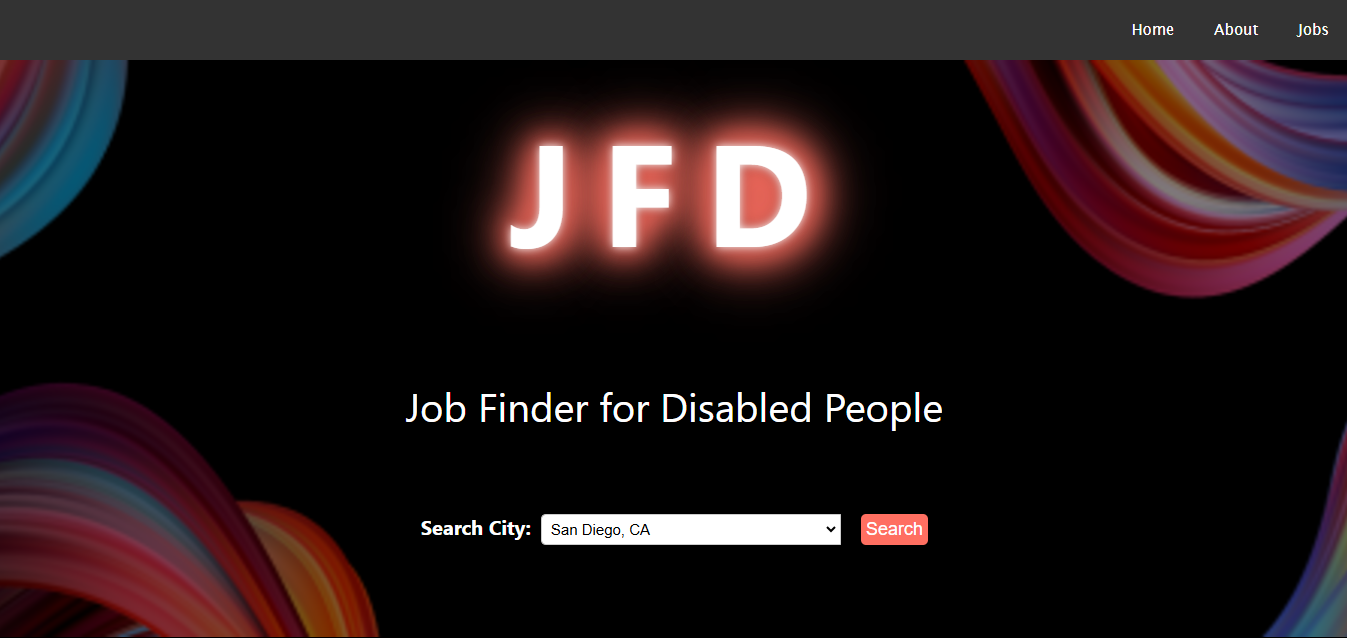 Home About Jobs
JFD
Job Finder for Disabled People
Search City: San Diego, CA Search